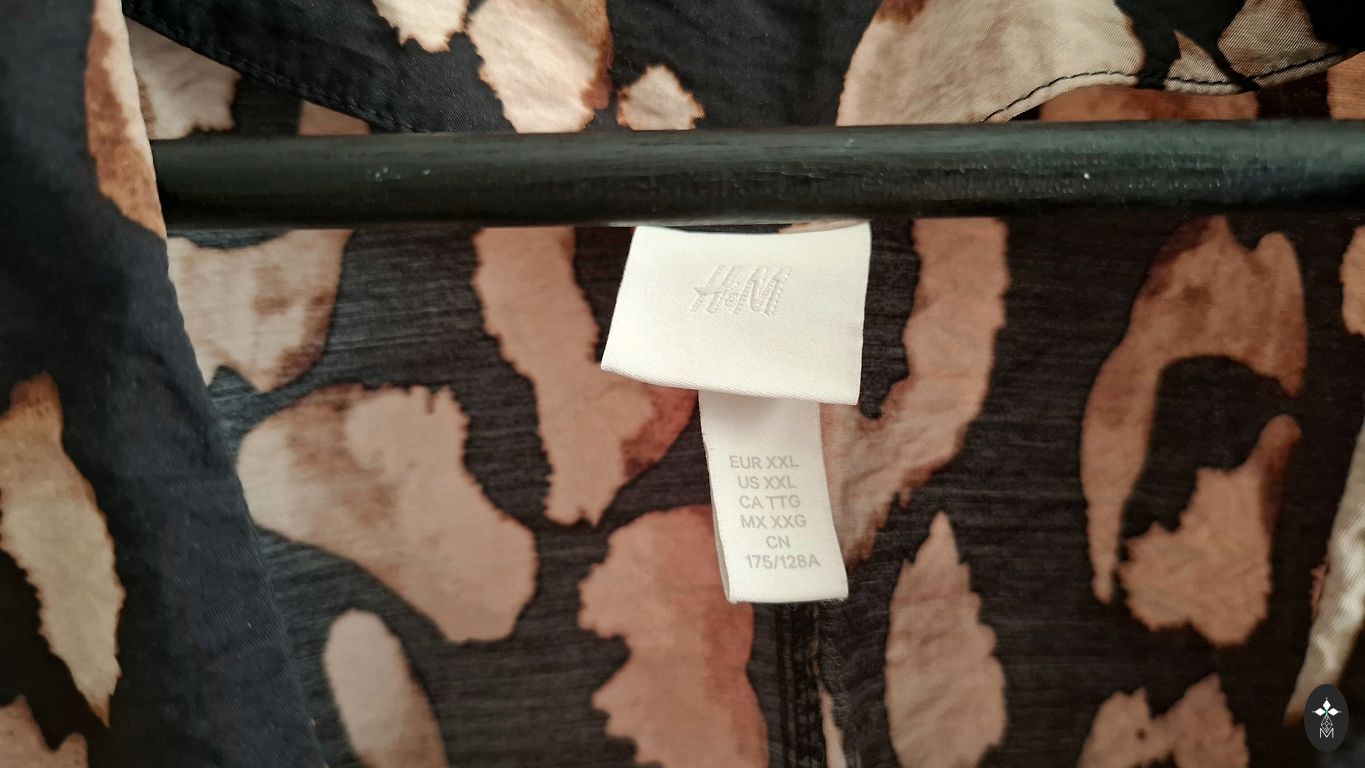 H&M
EUR XXL
US XXL
CA TTG
MX XXG
CN
175/128A
M